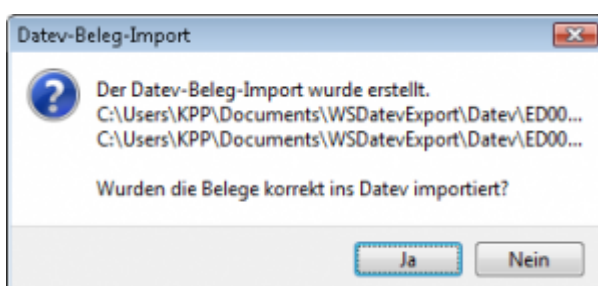 Datev-Beleg-Import
Der Datev-Beleg-Import wurde erstellt.
C:\Users\KPP\Documents\WSDatevExport\Datev\ED00...
C:\Users\KPP\Documents\WSDatevExport\Datev\ED00...
Wurden die Belege korrekt ins Datev importiert?
Ja
Nein